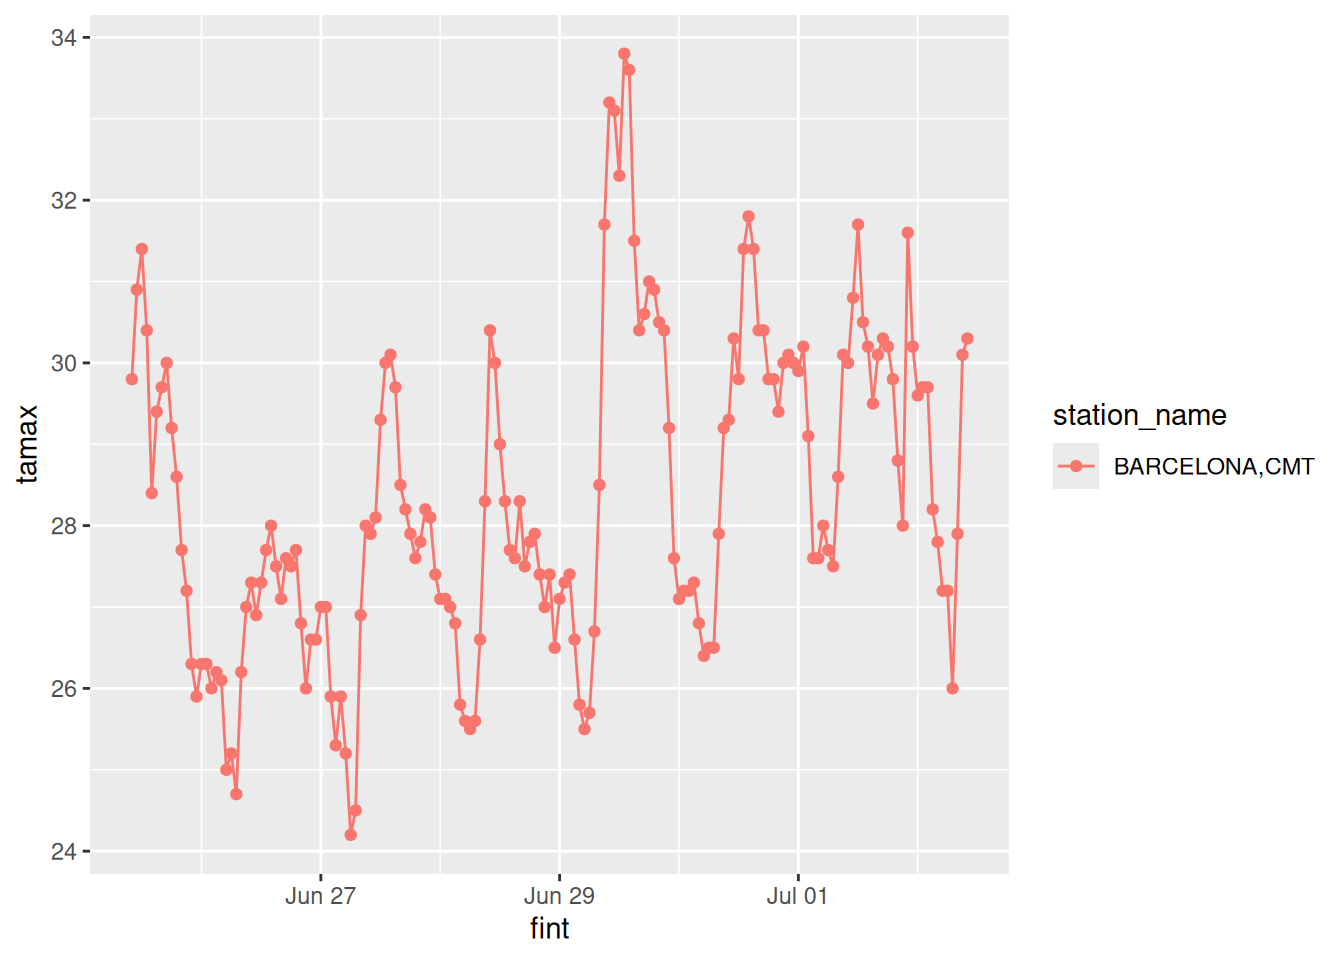 34
32
30
28
26
24
tamax
Jun 27
Jun 29
Jul 01
fint
station_name
BARCELONA,CMT